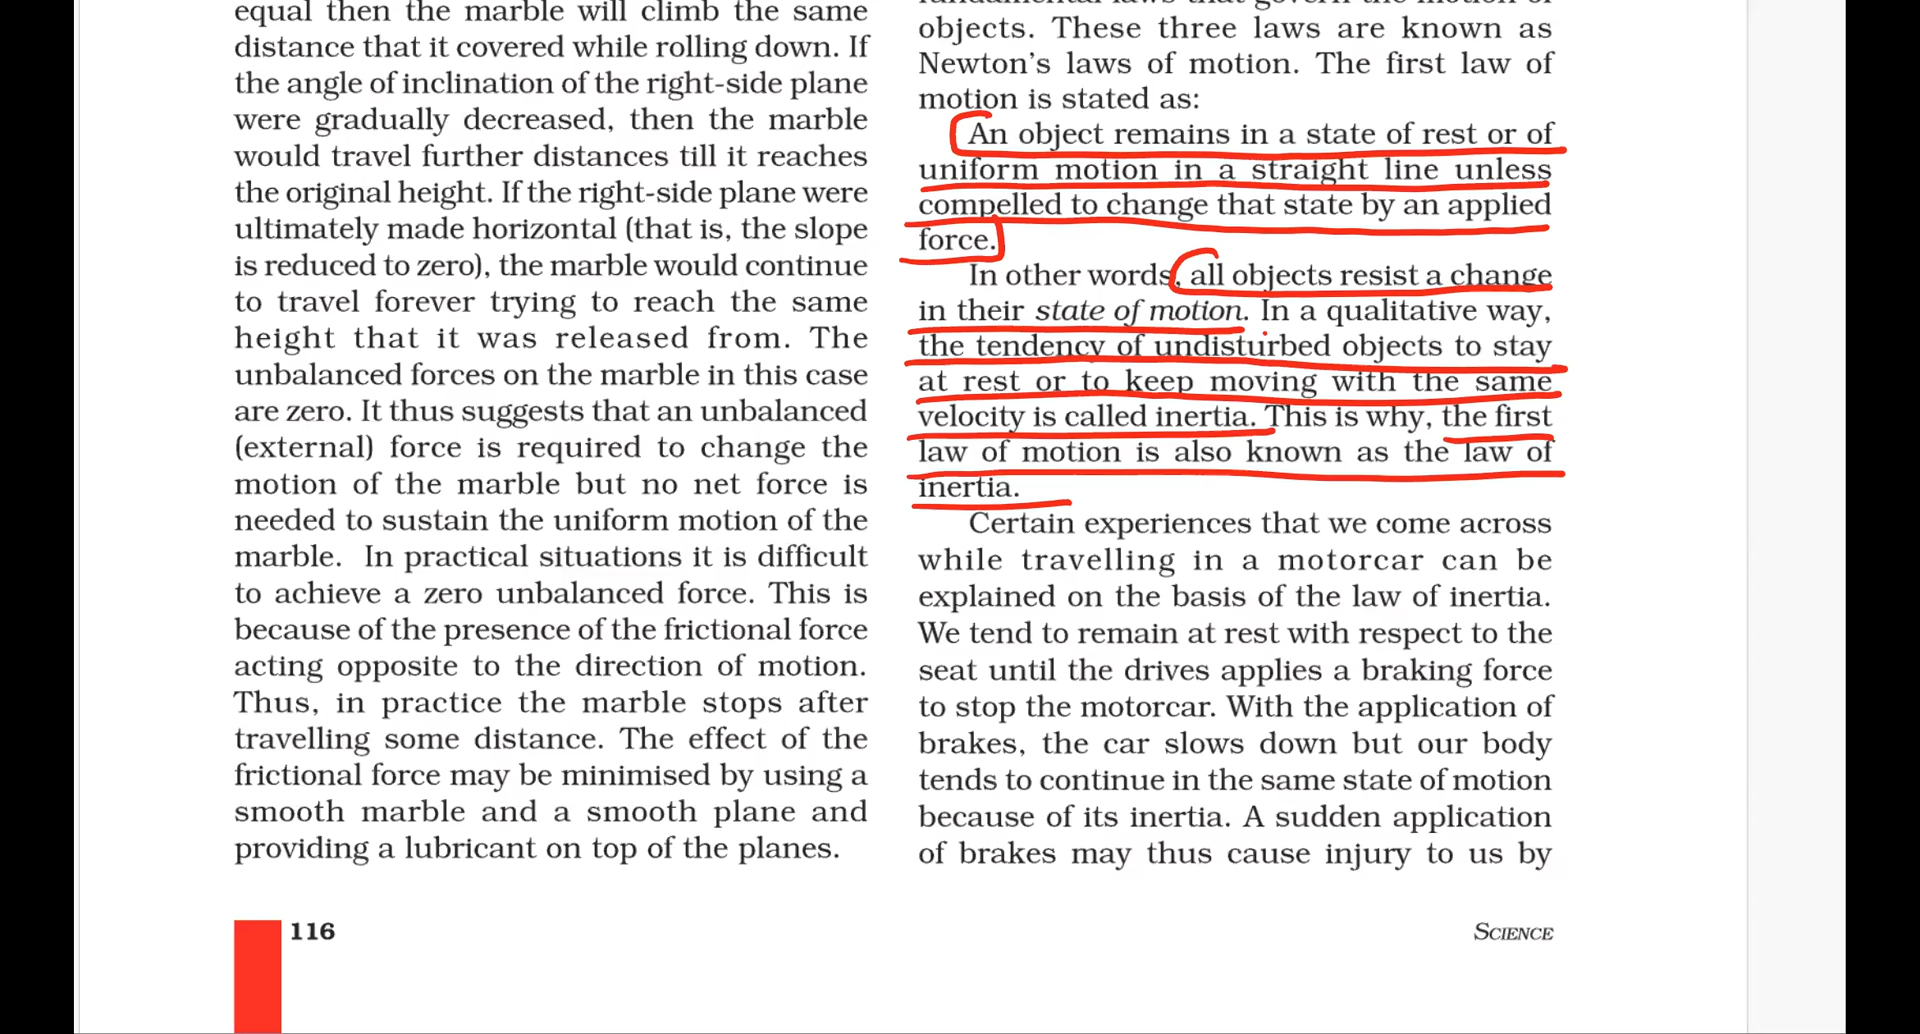 equal then the marble will climb the same
distance that it covered while rolling down. If
the angle of inclination of the right-side plane
were gradually decreased, then the marble
would travel further distances till it reaches
the original height. If the right-side plane were
ultimately made horizontal (that is, the slope
is reduced to zero), the marble would continue
to travel forever trying to reach the same
height that it was released from. The
unbalanced forces on the marble in this case
are zero. It thus suggests that an unbalanced
(external) force is required to change the
motion of the marble but no net force is
needed to sustain the uniform motion of the
marble. In practical situations it is difficult
to achieve a zero unbalanced force. This is
because of the presence of the frictional force
acting opposite to the direction of motion.
Thus, in practice the marble stops after
travelling some distance. The effect of the
frictional force may be minimised by using a
smooth marble and a smooth plane and
providing a lubricant on top of the planes.
fundamental laws that govern the motion of
objects. These three laws are known as
Newton's laws of motion. The first law of
motion is stated as:
An object remains in a state of rest or of
uniform motion in a straight line unless
compelled to change that state by an applied
force.
In other words, all objects resist a change
in their state of motion. In a qualitative way,
the tendency of undisturbed objects to stay
at rest or to keep moving with the same
velocity is called inertia. This is why, the first
law of motion is also known as the law of
inertia.
Certain experiences that we come across
while travelling in a motorcar can be
explained on the basis of the law of inertia.
We tend to remain at rest with respect to the
seat until the drives applies a braking force
to stop the motorcar. With the application of
brakes, the car slows down but our body
tends to continue in the same state of motion
because of its inertia. A sudden application
of brakes may thus cause injury to us by
116
SCIENCE